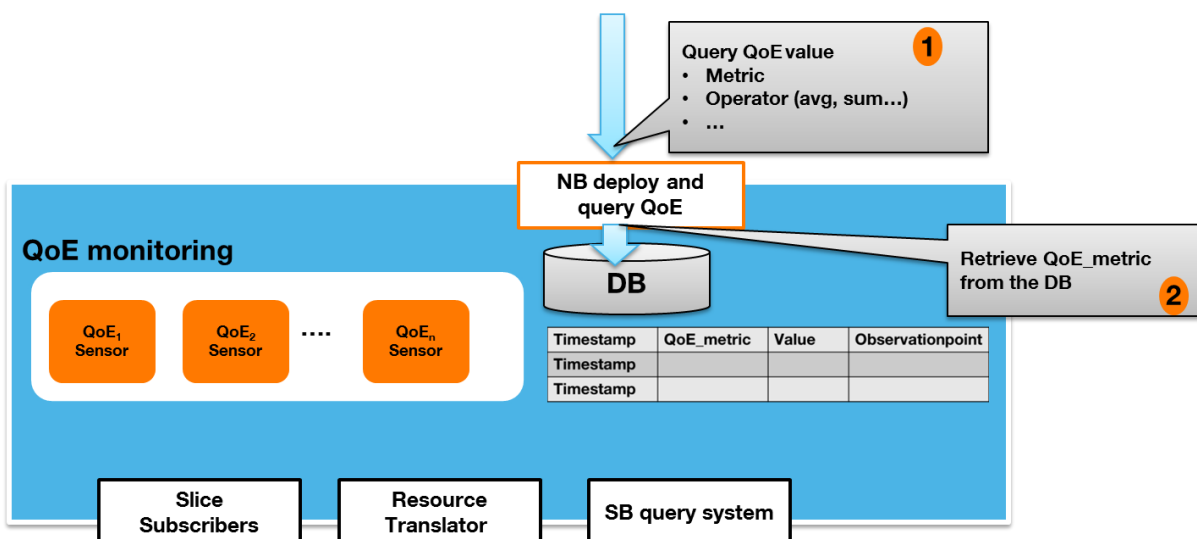 Query QoE value
1
• Metric
• Operator (avg, sum...)
• ...
NB deploy and
query QoE
QoE monitoring
Retrieve QoE_metric
from the DB
2
DB
QoE1
Sensor
QoE2
Sensor
....
QoEn
Sensor
Timestamp QoE_metric Value Observationpoint
Timestamp
Timestamp
Slice
Subscribers
Resource
Translator
SB query system